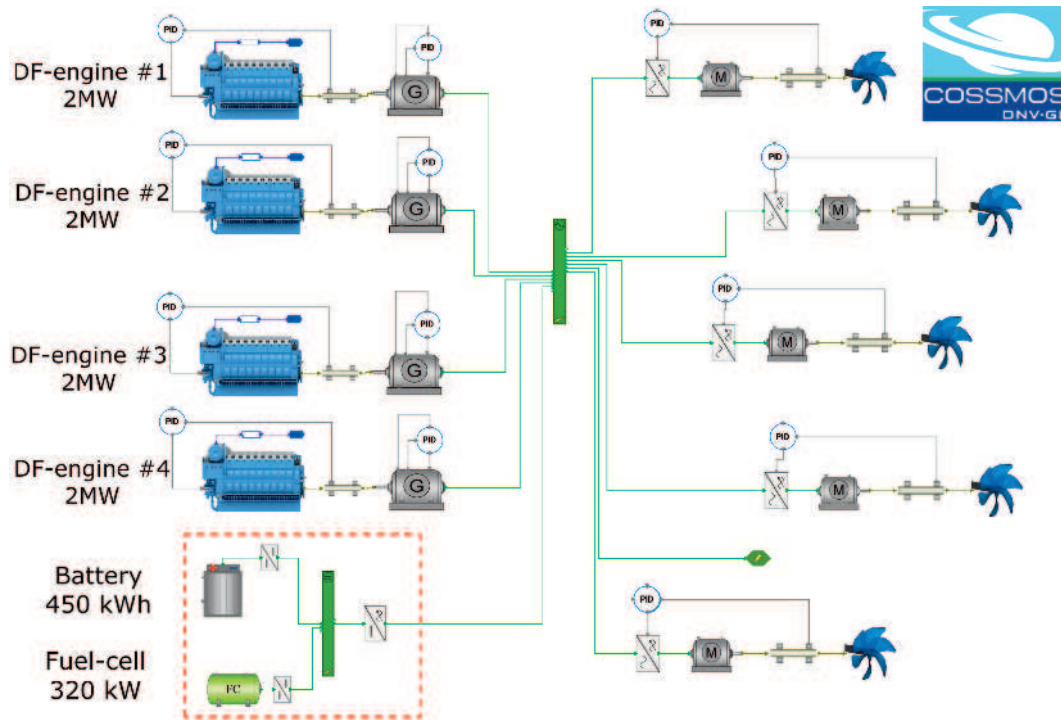 PID
PID
DF-engine #1
2MW
G
PID
PID
DF-engine #2
2MW
G
PID
PID
DF-engine #3
2MW
G
PID
PID
DF-engine #4
2MW
G
Battery
450 kWh
Fuel-cell
320 kW
FC
PID
M
COSSMOS
PID
M
PID
M
PID
M
PID
M